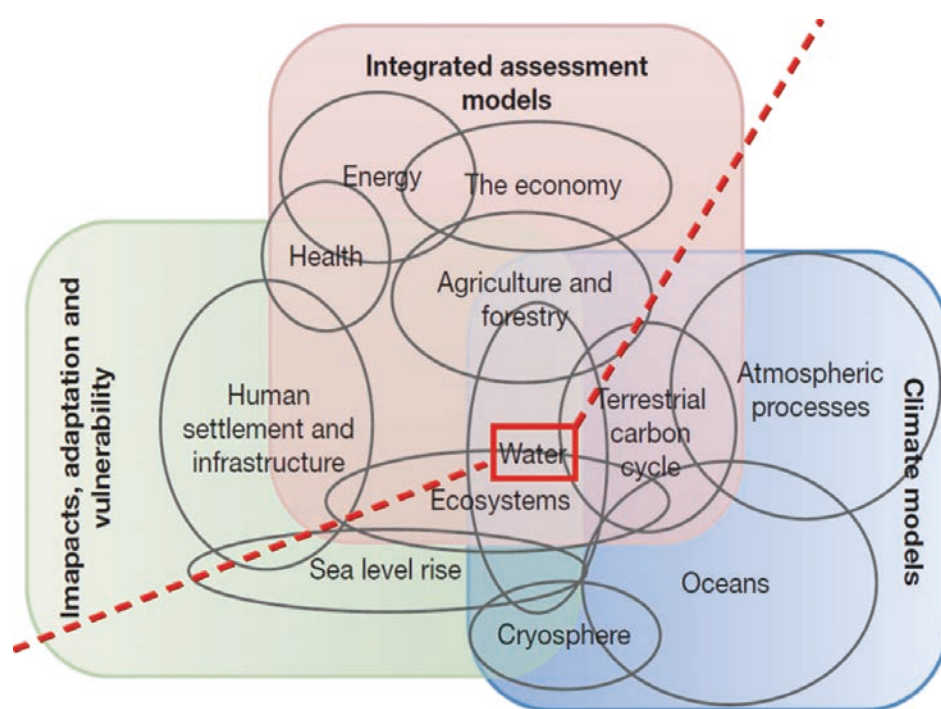 Integrated assessment
models
Energy
The economy
Health
Agriculture and
forestry
Imapacts, adaptation and
vulnerability
Human
settlement and
infrastructure
Water
Terrestrial
carbon
cycle
Atmospheric
processes
Climate models
Ecosystems
Sea level rise
Oceans
Cryosphere